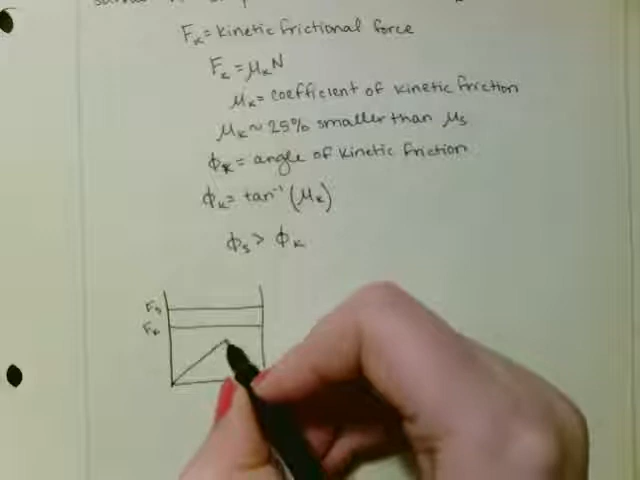 Fₖ = kinetic frictional force
Fₖ = μₖN
μₖ = coefficient of kinetic friction
μₖ ~ 25% smaller than μₛ
ϕₖ = angle of kinetic friction
ϕₖ = tan⁻¹ (μₖ)
ϕₛ > ϕₖ
Fₛ
Fₖ